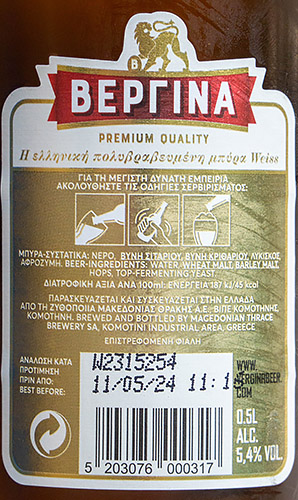 B
ΒΕΡΓΙΝΑ
PREMIUM QUALITY
Η ελληνική πολυβραβευμένη μπύρα Weiss
ΓΙΑ ΤΗ ΜΕΓΙΣΤΗ ΔΥΝΑΤΗ ΕΜΠΕΙΡΙΑ
ΑΚΟΛΟΥΘΗΣΤΕ ΤΙΣ ΟΔΗΓΙΕΣ ΣΕΡΒΙΡΙΣΜΑΤΟΣ:
ΜΠΥΡΑ-ΣΥΣΤΑΤΙΚΑ: ΝΕΡΟ, ΒΥΝΗ ΣΙΤΑΡΙΟΥ, ΒΥΝΗ ΚΡΙΘΑΡΙΟΥ, ΛΥΚΙΣΚΟΣ,
ΑΦΡΟΖΥΜΗ. BEER-INGREDIENTS: WATER, WHEAT MALT, BARLEY MALT,
HOPS, TOP-FERMENTING YEAST
ΔΙΑΤΡΟΦΙΚΗ ΑΞΙΑ ΑΝΑ 100ml: ΕΝΕΡΓΕΙΑ 187 kJ/45 kcal
ΠΑΡΑΣΚΕΥΑΖΕΤΑΙ ΚΑΙ ΣΥΣΚΕΥΑΖΕΤΑΙ ΣΤΗΝ ΕΛΛΑΔΑ
ΑΠΟ ΤΗ ΖΥΘΟΠΟΙΙΑ ΜΑΚΕΔΟΝΙΑΣ ΘΡΑΚΗΣ Α.Ε., ΒΙΠΕ ΚΟΜΟΤΗΝΗΣ,
ΚΟΜΟΤΗΝΗ. BREWED AND BOTTLED BY MAGEDONIAN THRACE
BREWERY SA, KOMOTINI INDUSTRIAL AREA, GREECE
ΕΠΙΣΤΡΕΦΟΜΕΝΗ ΦΙΑΛΗ
ΑΝΑΛΩΣΗ ΚΑΤΑ
ΠΡΟΤΙΜΗΣΗ
ΠΡΙΝ ΑΠΟ:
BEST BEFORE:
W2315254
11/05/24 11:1
WWW.
VERGINABEER.
COM
0.5L
ALC.
5,4% VOL.
5 203076 000317